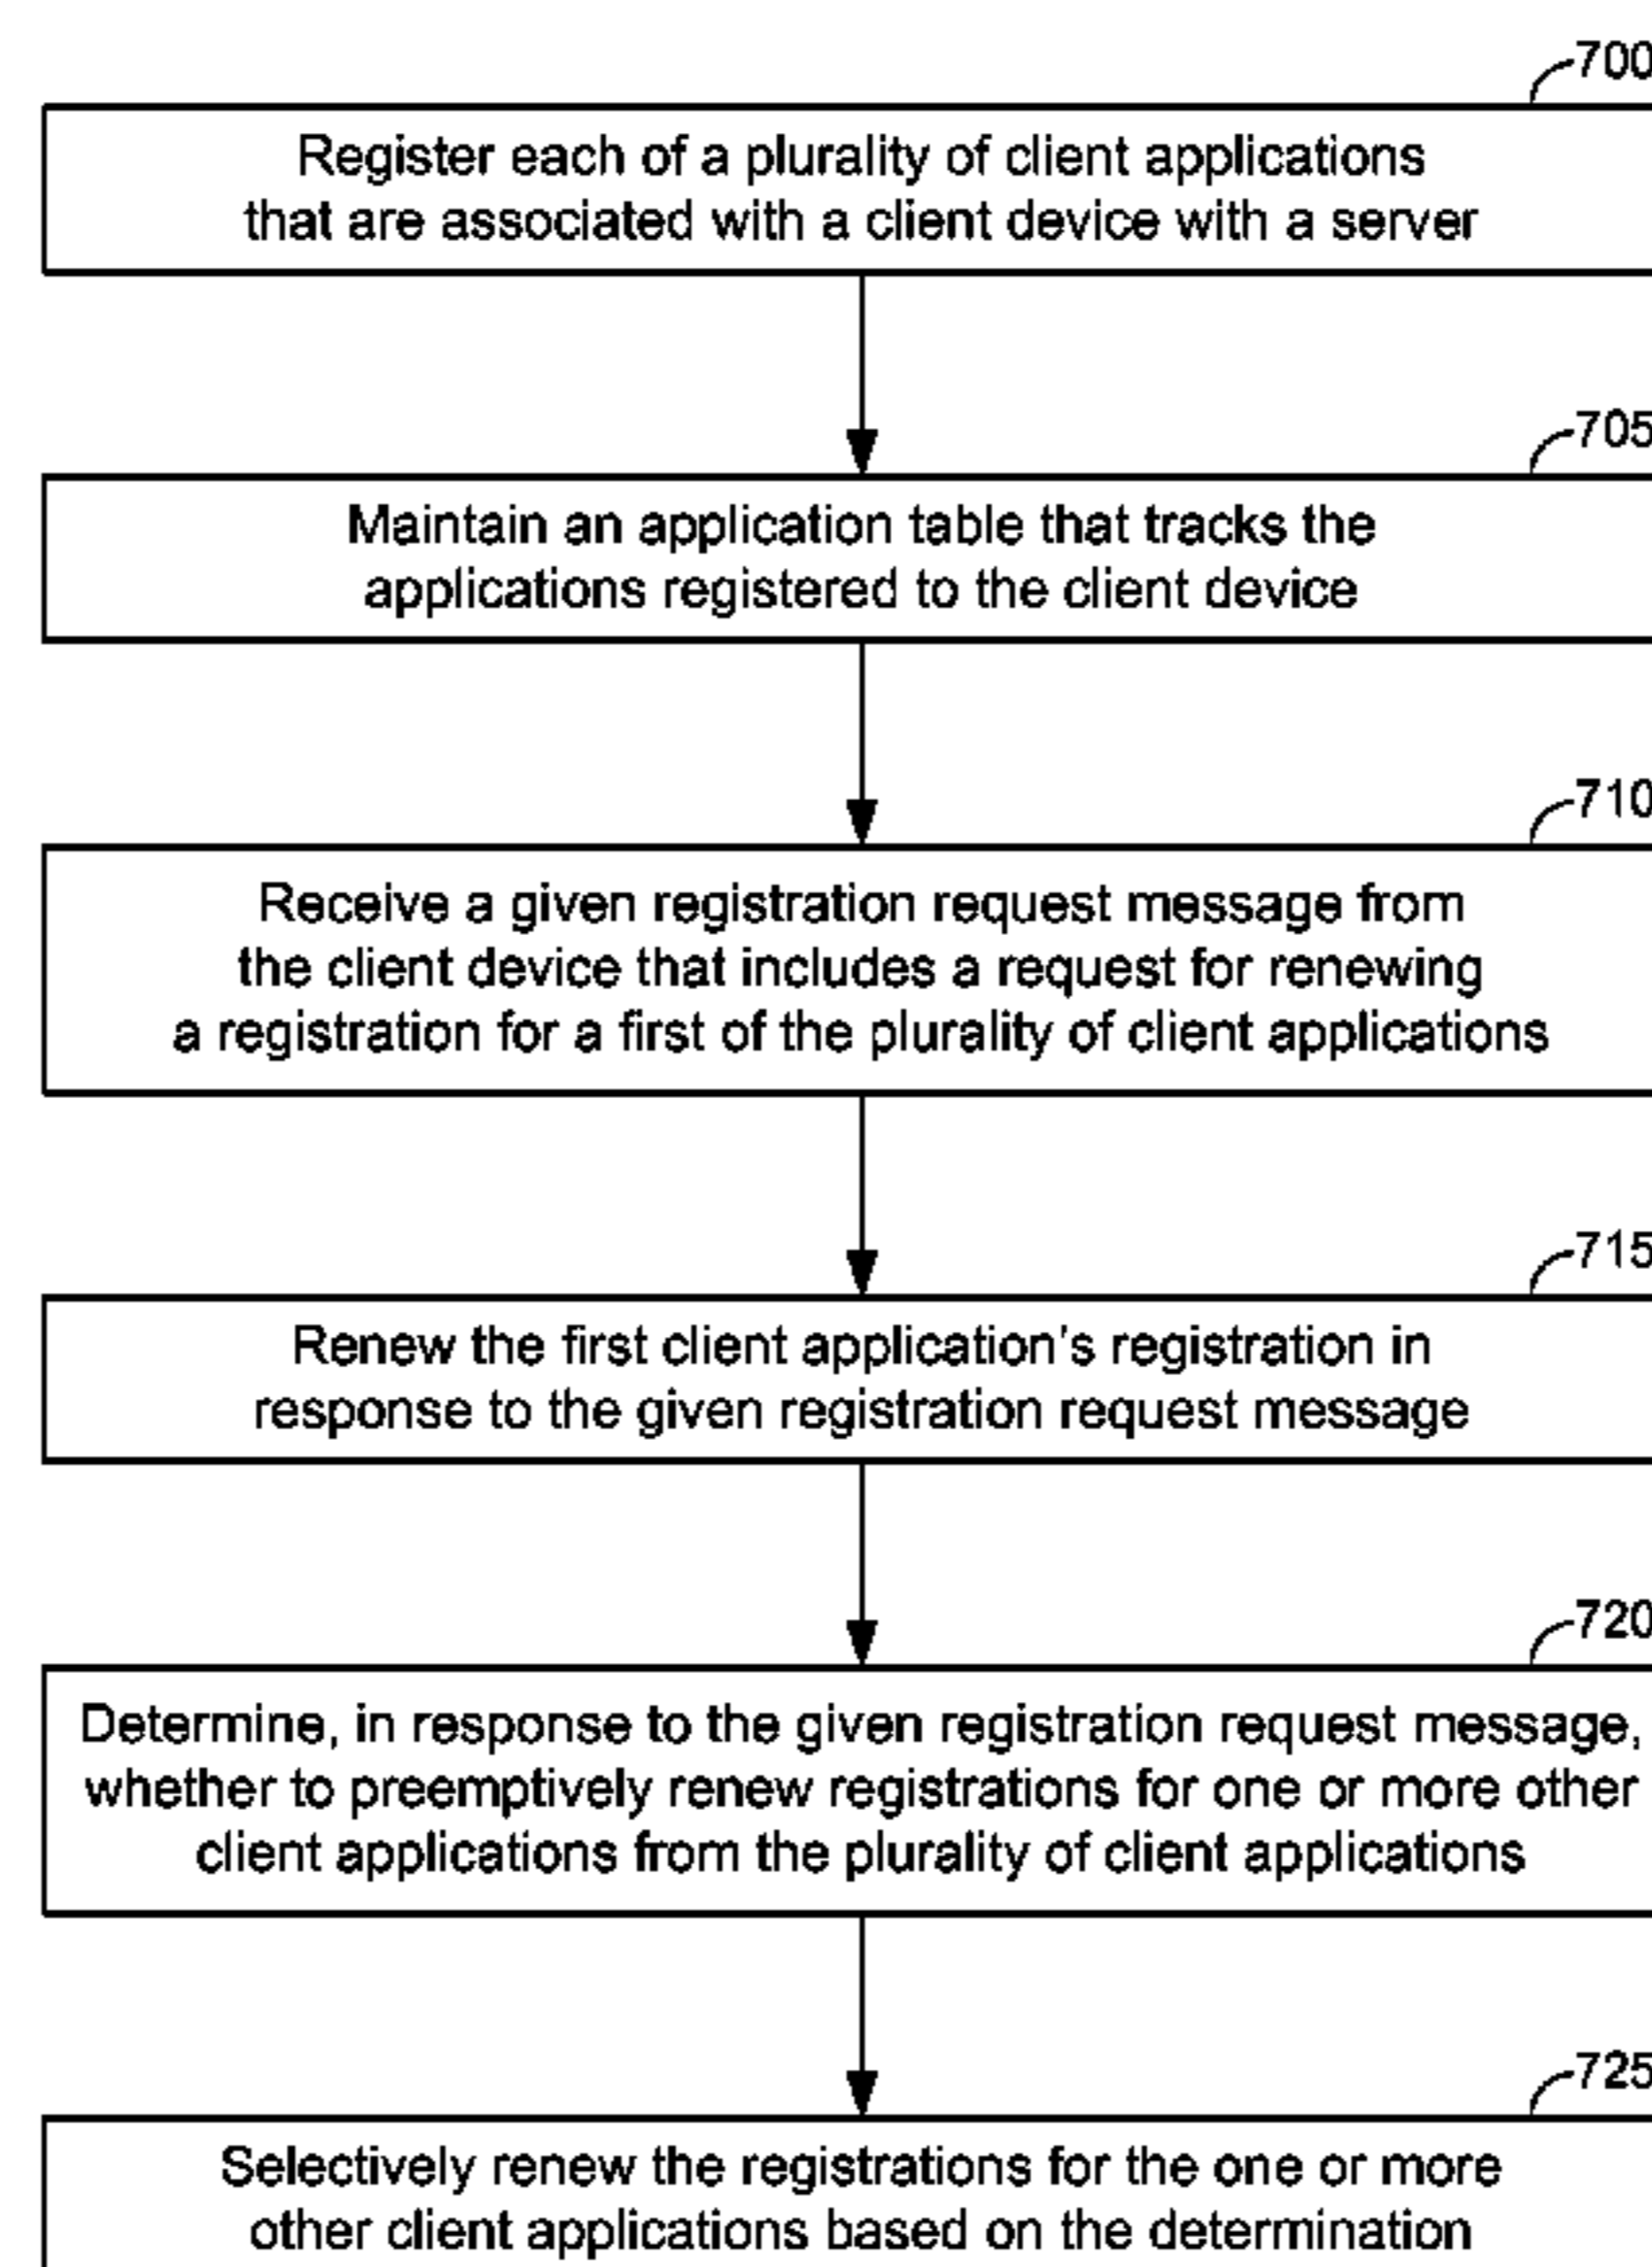 700
Register each of a plurality of client applications
that are associated with a client device with a server
705
Maintain an application table that tracks the
applications registered to the client device
710
Receive a given registration request message from
the client device that includes a request for renewing
a registration for a first of the plurality of client applications
715
Renew the first client application's registration in
response to the given registration request message
720
Determine, in response to the given registration request message,
whether to preemptively renew registrations for one or more other
client applications from the plurality of client applications
725
Selectively renew the registrations for the one or more
other client applications based on the determination